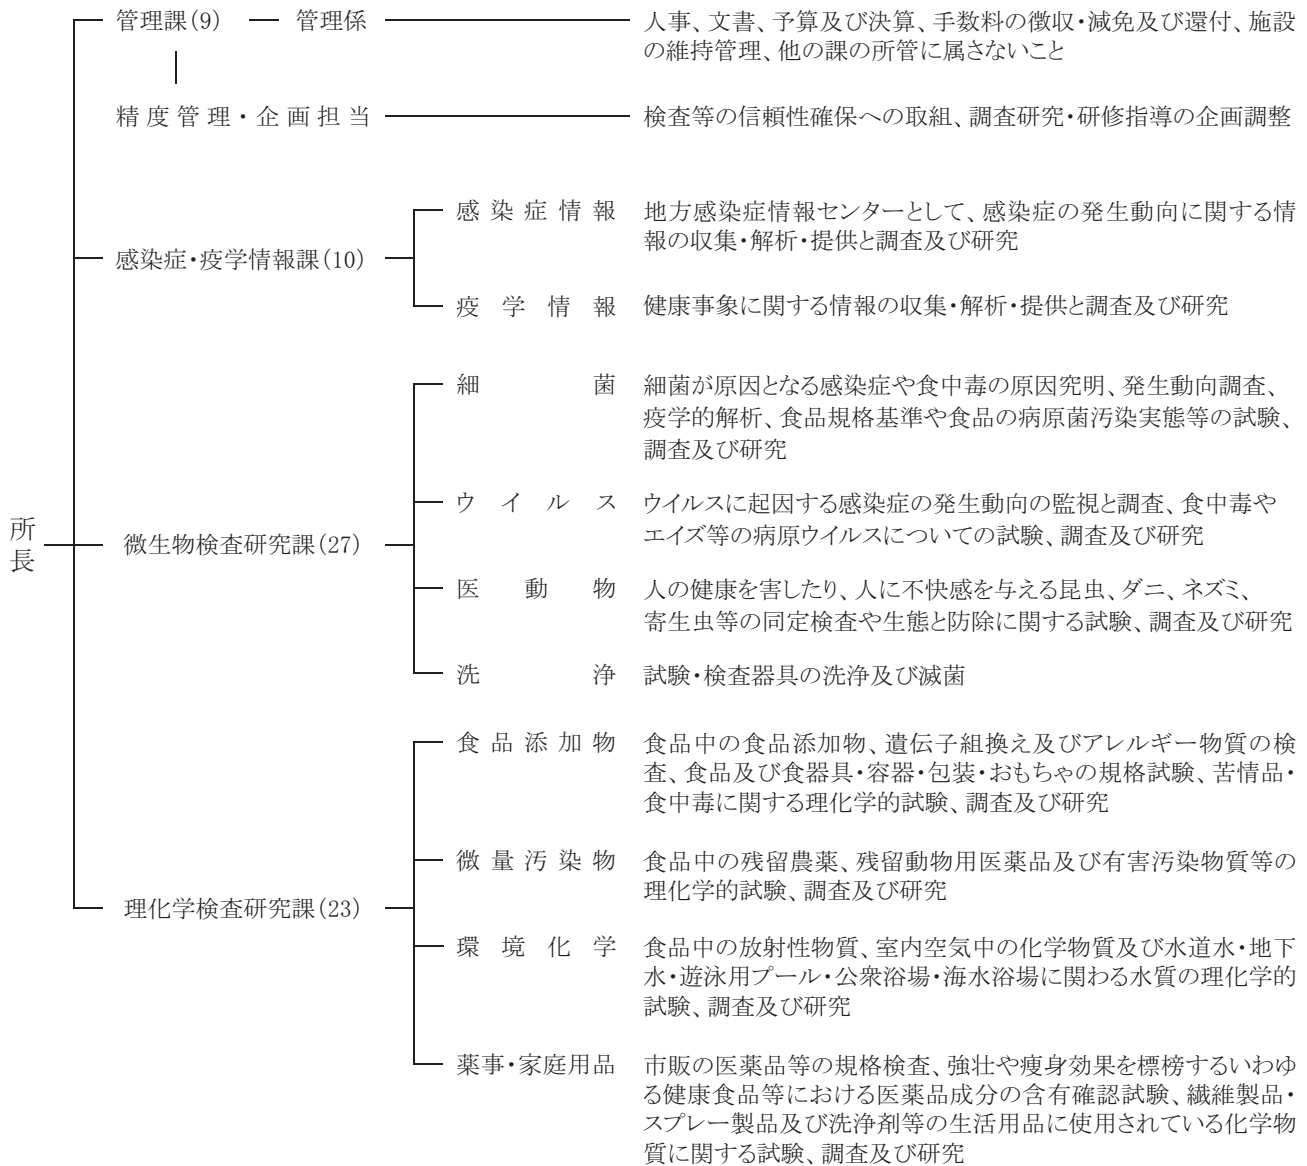 管理課(9) 管理係 人事、文書、予算及び決算、手数料の徴収・減免及び還付、施設
の維持管理、他の課の所管に属さないこと
精度管理・企画担当 検査等の信頼性確保への取組、調査研究・研修指導の企画調整
感染症情報 地方感染症情報センターとして、感染症の発生動向に関する情
報の収集・解析・提供と調査及び研究
感染症・疫学情報課(10)
疫学情報 健康事象に関する情報の収集・解析・提供と調査及び研究
細菌 細菌が原因となる感染症や食中毒の原因究明、発生動向調査、
疫学的解析、食品規格基準や食品の病原菌汚染実態等の試験、
調査及び研究
ウイルス ウイルスに起因する感染症の発生動向の監視と調査、食中毒や
エイズ等の病原ウイルスについての試験、調査及び研究
所長
微生物検査研究課(27)
医動物 人の健康を害したり、人に不快感を与える昆虫、ダニ、ネズミ、
寄生虫等の同定検査や生態と防除に関する試験、調査及び研究
洗浄 試験・検査器具の洗浄及び滅菌
食品添加物 食品中の食品添加物、遺伝子組換え及びアレルギー物質の検
査、食品及び食器具・容器・包装・おもちゃの規格試験、苦情品・
食中毒に関する理化学的試験、調査及び研究
微量汚染物 食品中の残留農薬、残留動物用医薬品及び有害汚染物質等の
理化学的試験、調査及び研究
理化学検査研究課(23)
環境化学 食品中の放射性物質、室内空気中の化学物質及び水道水・地下
水・遊泳用プール・公衆浴場・海水浴場に関わる水質の理化学的
試験、調査及び研究
薬事・家庭用品 市販の医薬品等の規格検査、強壮や痩身効果を標榜するいわゆ
る健康食品等における医薬品成分の含有確認試験、繊維製品・
スプレー製品及び洗浄剤等の生活用品に使用されている化学物
質に関する試験、調査及び研究